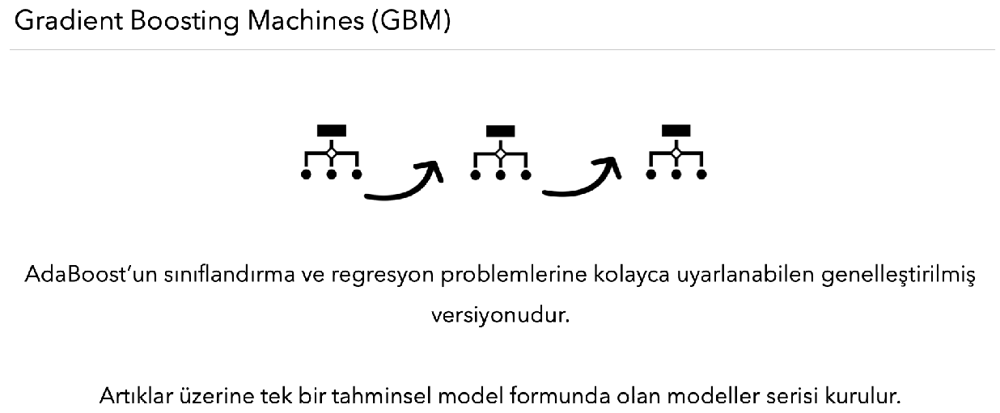 Gradient Boosting Machines (GBM)
AdaBoost’un sınıflandırma ve regresyon problemlerine kolayca uyarlanabilen genelleştirilmiş
versiyonudur.
Artıklar üzerine tek bir tahminsel model formunda olan modeller serisi kurulur.